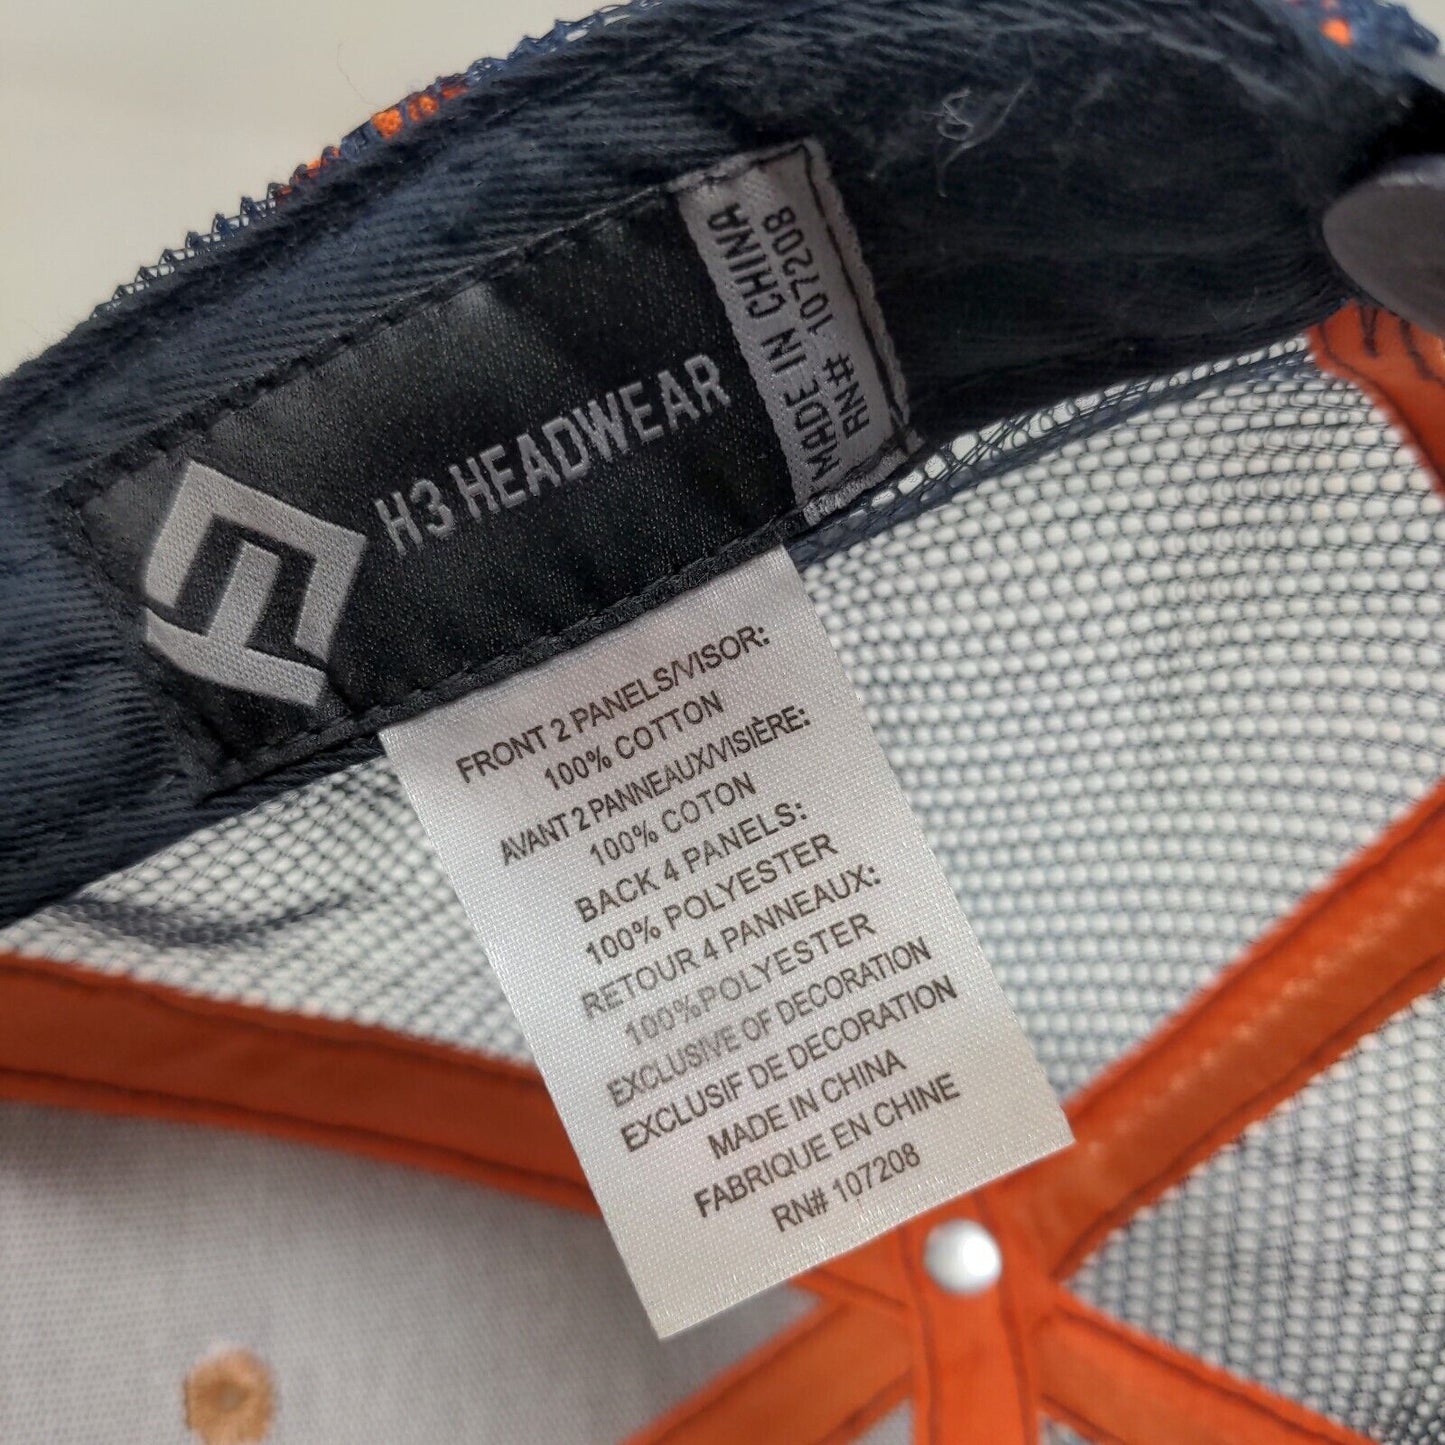 H3 HEADWEAR
MADE IN CHINA
RN# 107208
FRONT 2 PANELS/VISOR:
100% COTTON
AVANT 2 PANNEAUX/VISIÈRE:
100% COTON
BACK 4 PANELS:
100% POLYESTER
RETOUR 4 PANNEAUX:
100%POLYESTER
EXCLUSIVE OF DECORATION
EXCLUSIF DE DECORATION
MADE IN CHINA
FABRIQUE EN CHINE
RN# 107208